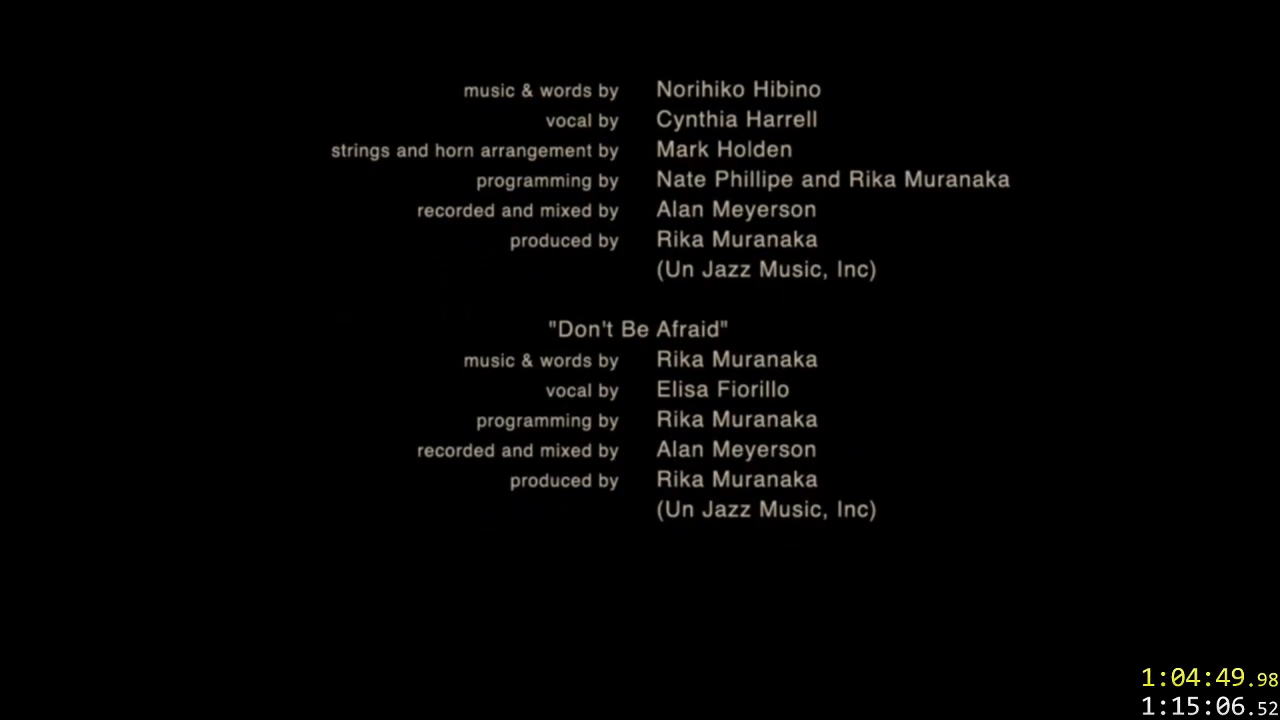 music & words by Norihiko Hibino
vocal by Cynthia Harrell
strings and horn arrangement by Mark Holden
programming by Nate Phillipe and Rika Muranaka
recorded and mixed by Alan Meyerson
produced by Rika Muranaka
(Un Jazz Music, Inc)
"Don't Be Afraid"
music & words by Rika Muranaka
vocal by Elisa Fiorillo
programming by Rika Muranaka
recorded and mixed by Alan Meyerson
produced by Rika Muranaka
(Un Jazz Music, Inc)
1:04:49.98
1:15:06.52